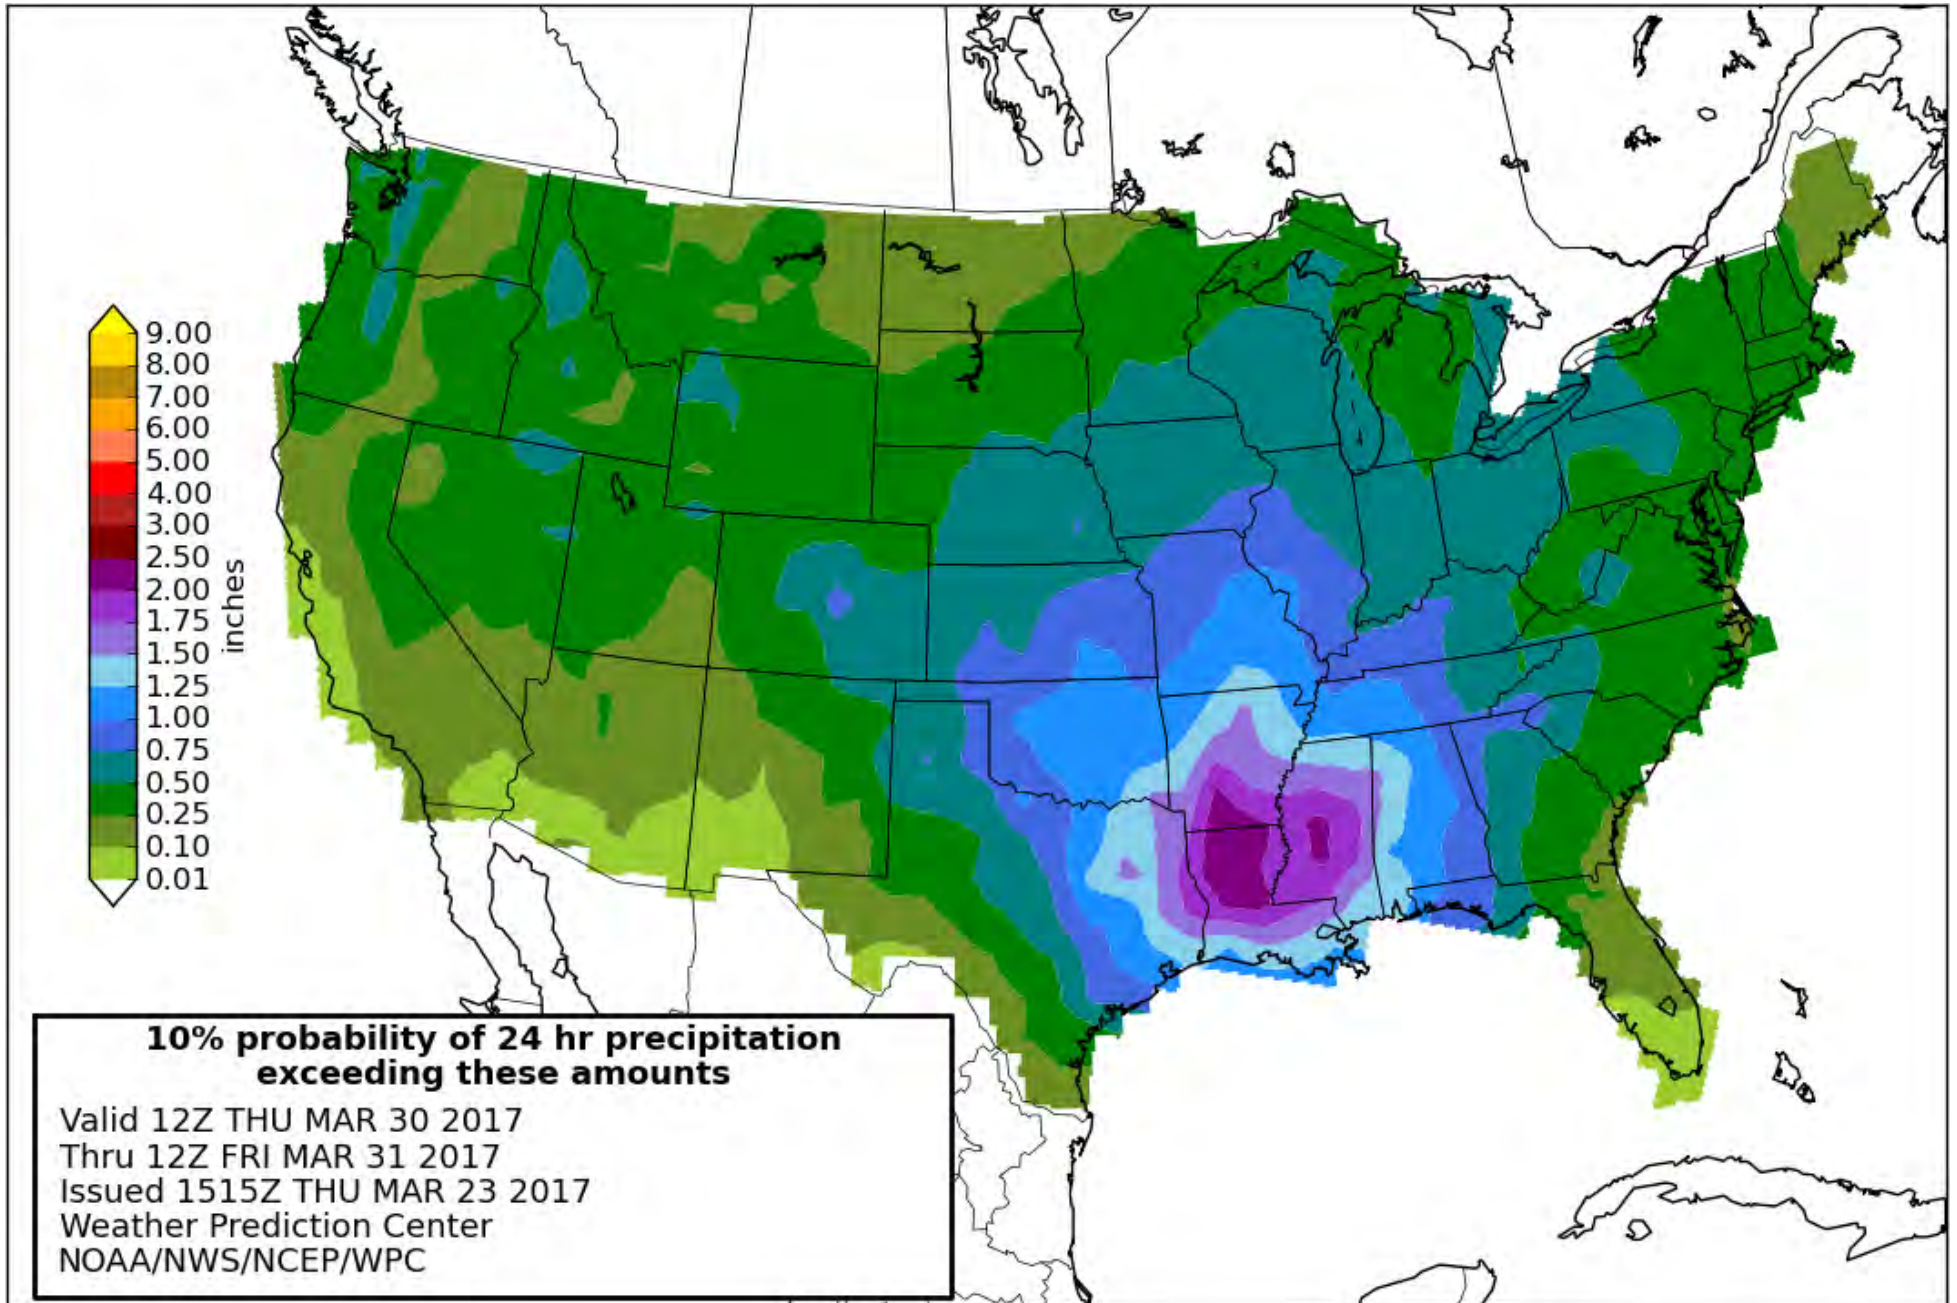 9.00
8.00
7.00
6.00
5.00
4.00
3.00
2.50
2.00
1.75
1.50
1.25
1.00
0.75
0.50
0.25
0.10
0.01
inches
10% probability of 24 hr precipitation
exceeding these amounts
Valid 12Z THU MAR 30 2017
Thru 12Z FRI MAR 31 2017
Issued 1515Z THU MAR 23 2017
Weather Prediction Center
NOAA/NWS/NCEP/WPC